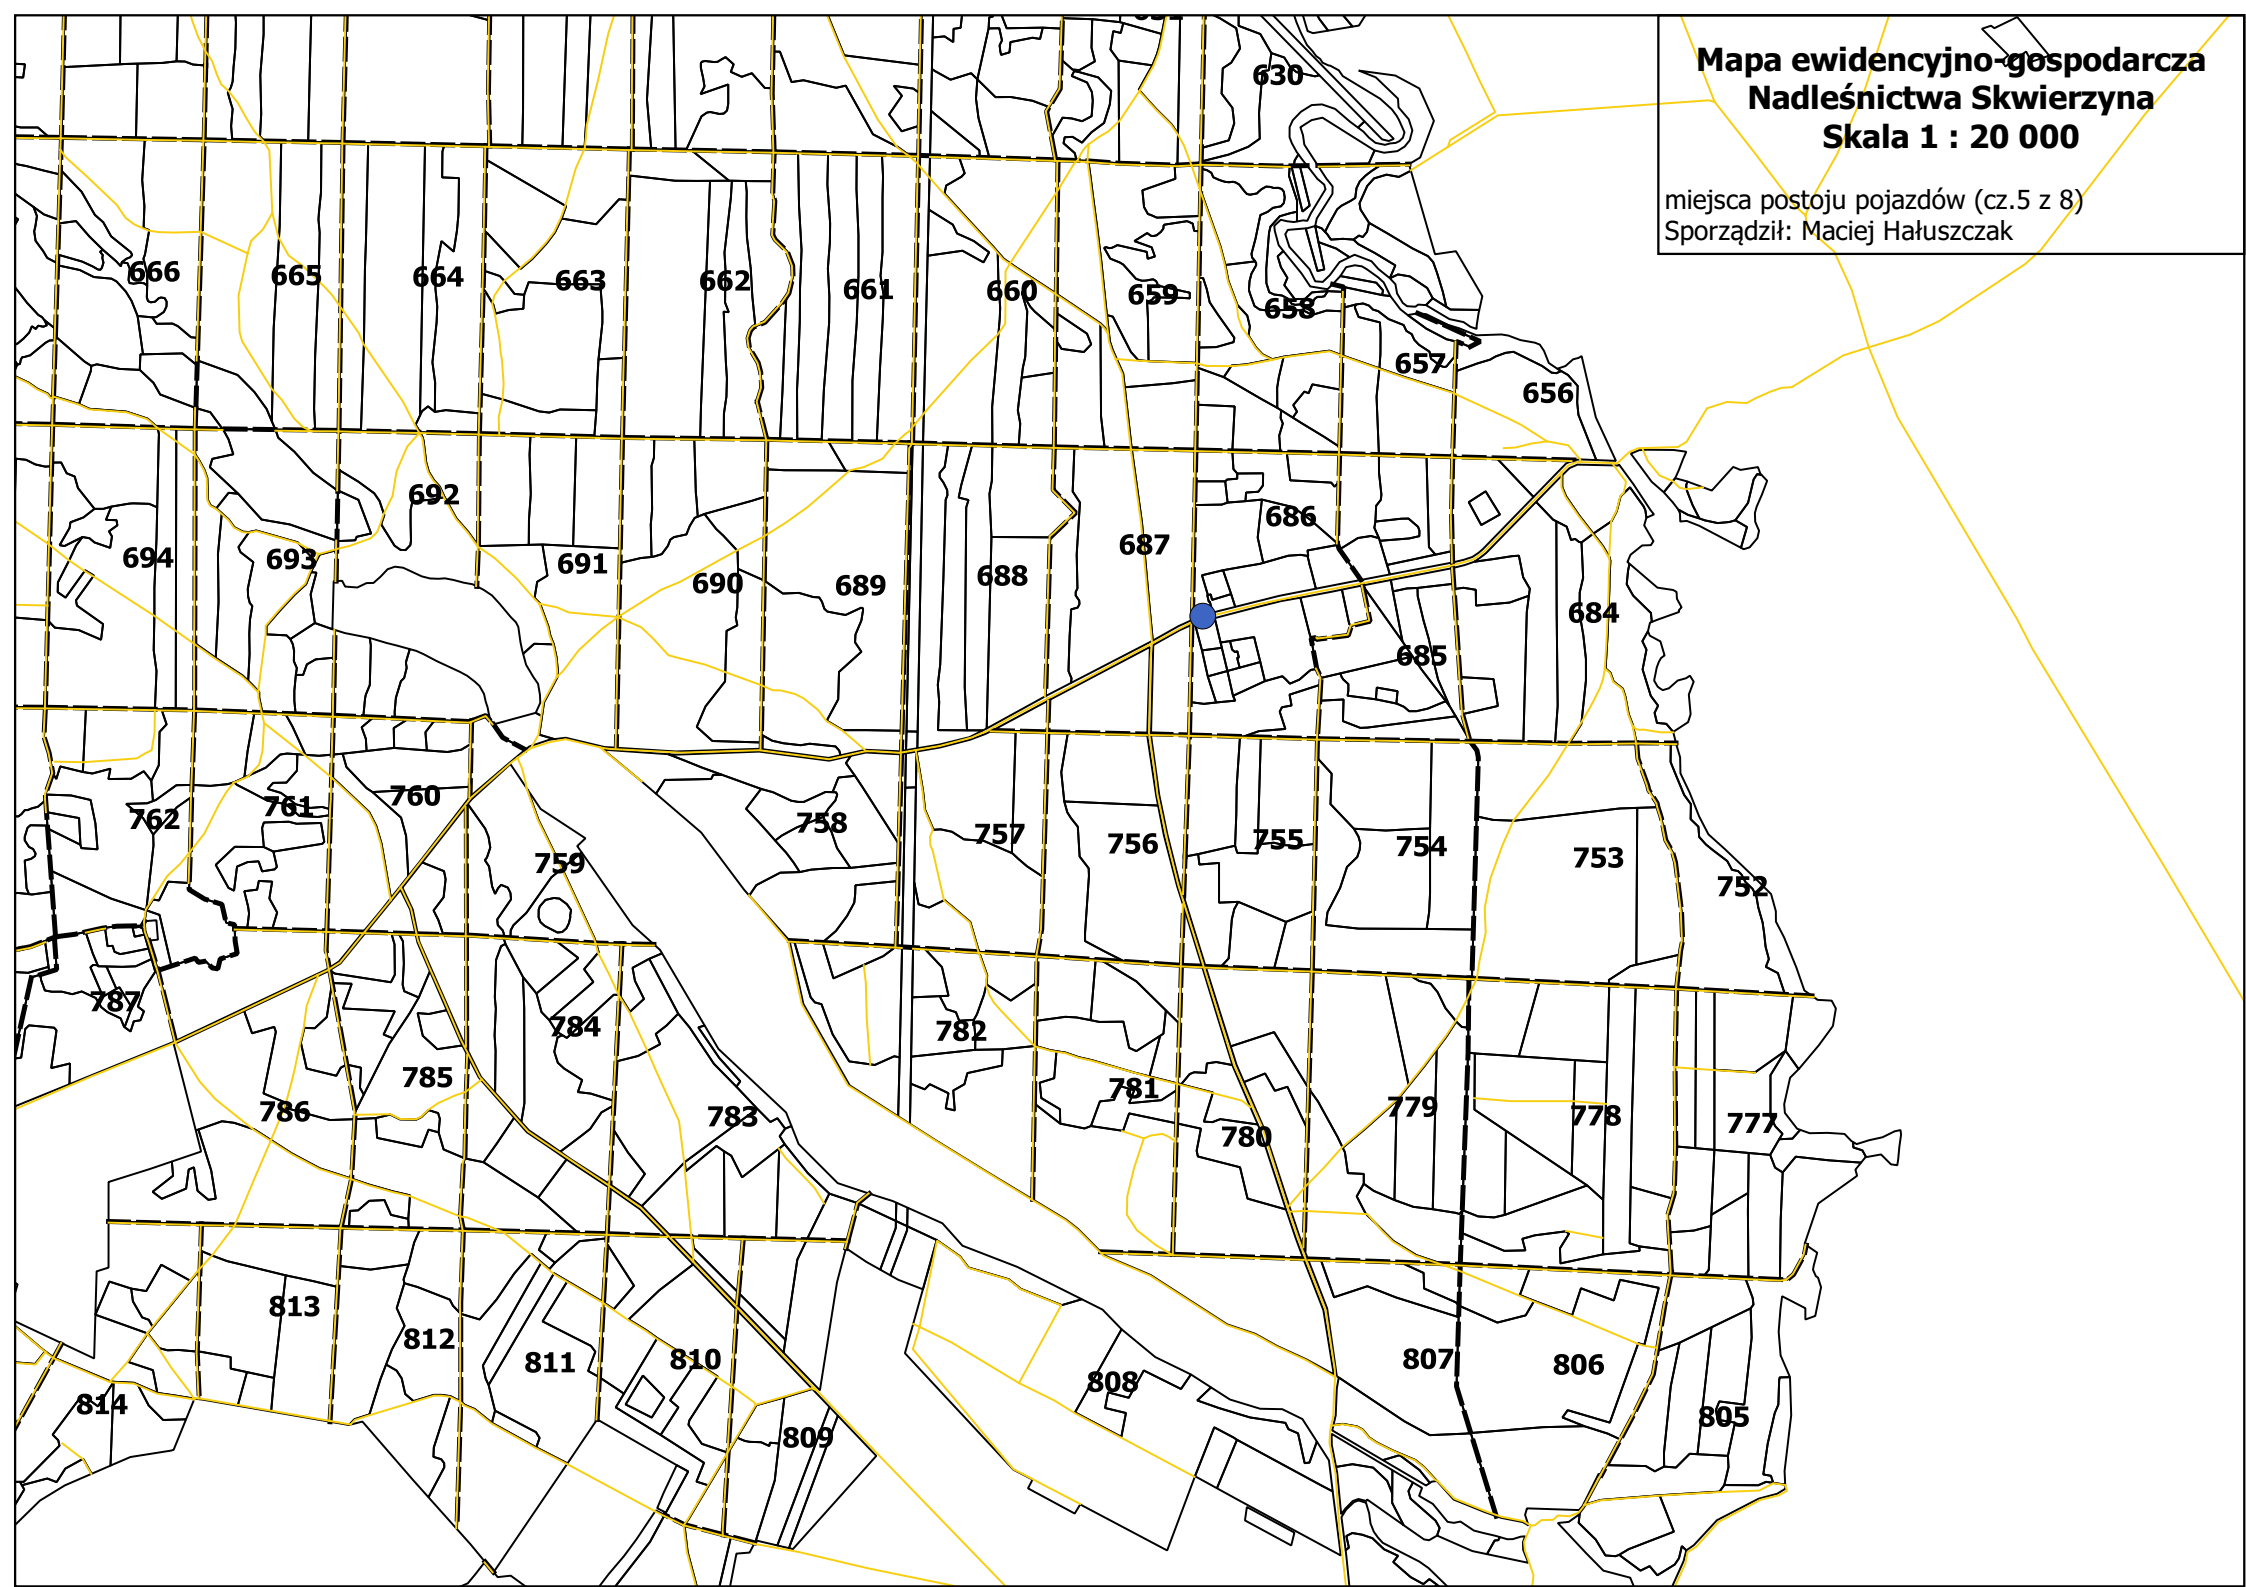 Mapa ewidencyjno-gospodarcza
Nadleśnictwa Skwierzyna
Skala 1 : 20 000
miejsca postoju pojazdów (cz.5 z 8)
Sporządził: Maciej Hałuszczak
630
666 665 664 663 662 661 660 659 658
657
656
694 693 692 691 690 689 688 687 686
685
684
762 761 760 759 758 757 756 755 754 753 752
787 786 785 784 783 782 781 780 779 778 777
814 813 812 811 810 809 808 807 806 805